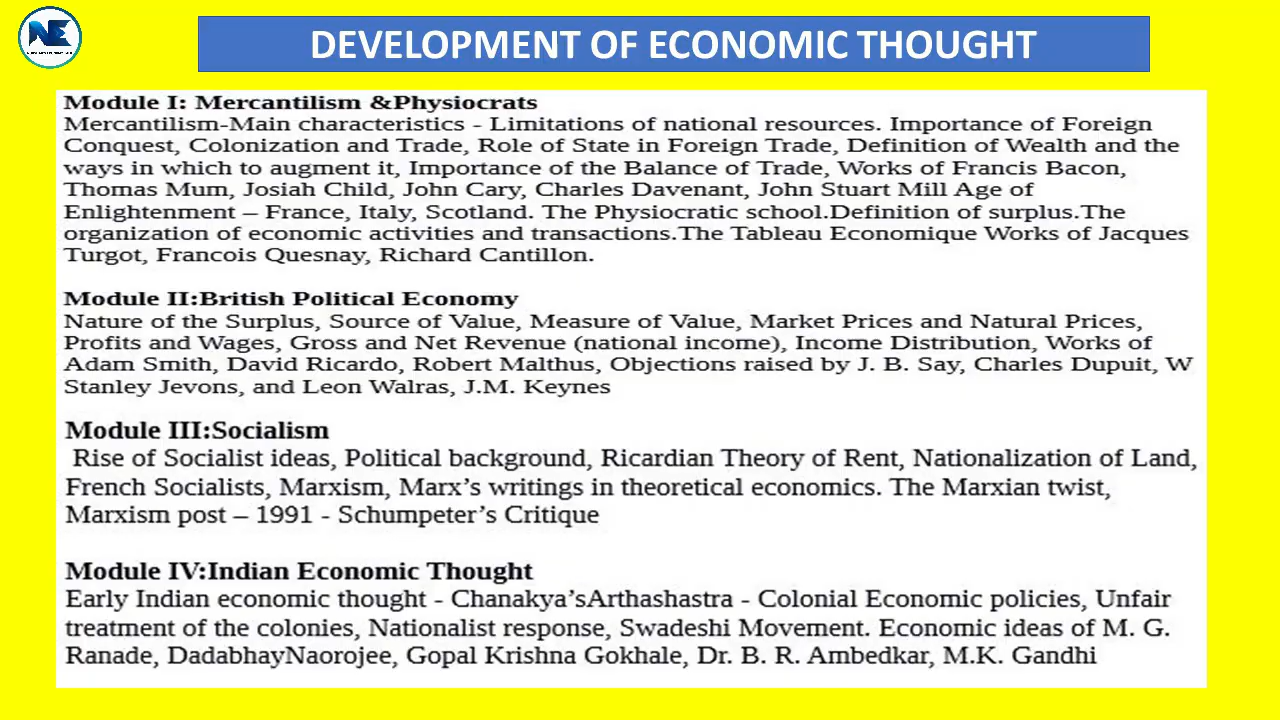 NE
DEVELOPMENT OF ECONOMIC THOUGHT
Module I: Mercantilism &Physiocrats
Mercantilism-Main characteristics - Limitations of national resources. Importance of Foreign
Conquest, Colonization and Trade, Role of State in Foreign Trade, Definition of Wealth and the
ways in which to augment it, Importance of the Balance of Trade, Works of Francis Bacon,
Thomas Mum, Josiah Child, John Cary, Charles Davenant, John Stuart Mill Age of
Enlightenment – France, Italy, Scotland. The Physiocratic school.Definition of surplus.The
organization of economic activities and transactions.The Tableau Economique Works of Jacques
Turgot, Francois Quesnay, Richard Cantillon.
Module II:British Political Economy
Nature of the Surplus, Source of Value, Measure of Value, Market Prices and Natural Prices,
Profits and Wages, Gross and Net Revenue (national income), Income Distribution, Works of
Adam Smith, David Ricardo, Robert Malthus, Objections raised by J. B. Say, Charles Dupuit, W
Stanley Jevons, and Leon Walras, J.M. Keynes
Module III:Socialism
Rise of Socialist ideas, Political background, Ricardian Theory of Rent, Nationalization of Land,
French Socialists, Marxism, Marx’s writings in theoretical economics. The Marxian twist,
Marxism post – 1991 - Schumpeter’s Critique
Module IV:Indian Economic Thought
Early Indian economic thought - Chanakya’sArthashastra - Colonial Economic policies, Unfair
treatment of the colonies, Nationalist response, Swadeshi Movement. Economic ideas of M. G.
Ranade, DadabhayNaorojee, Gopal Krishna Gokhale, Dr. B. R. Ambedkar, M.K. Gandhi